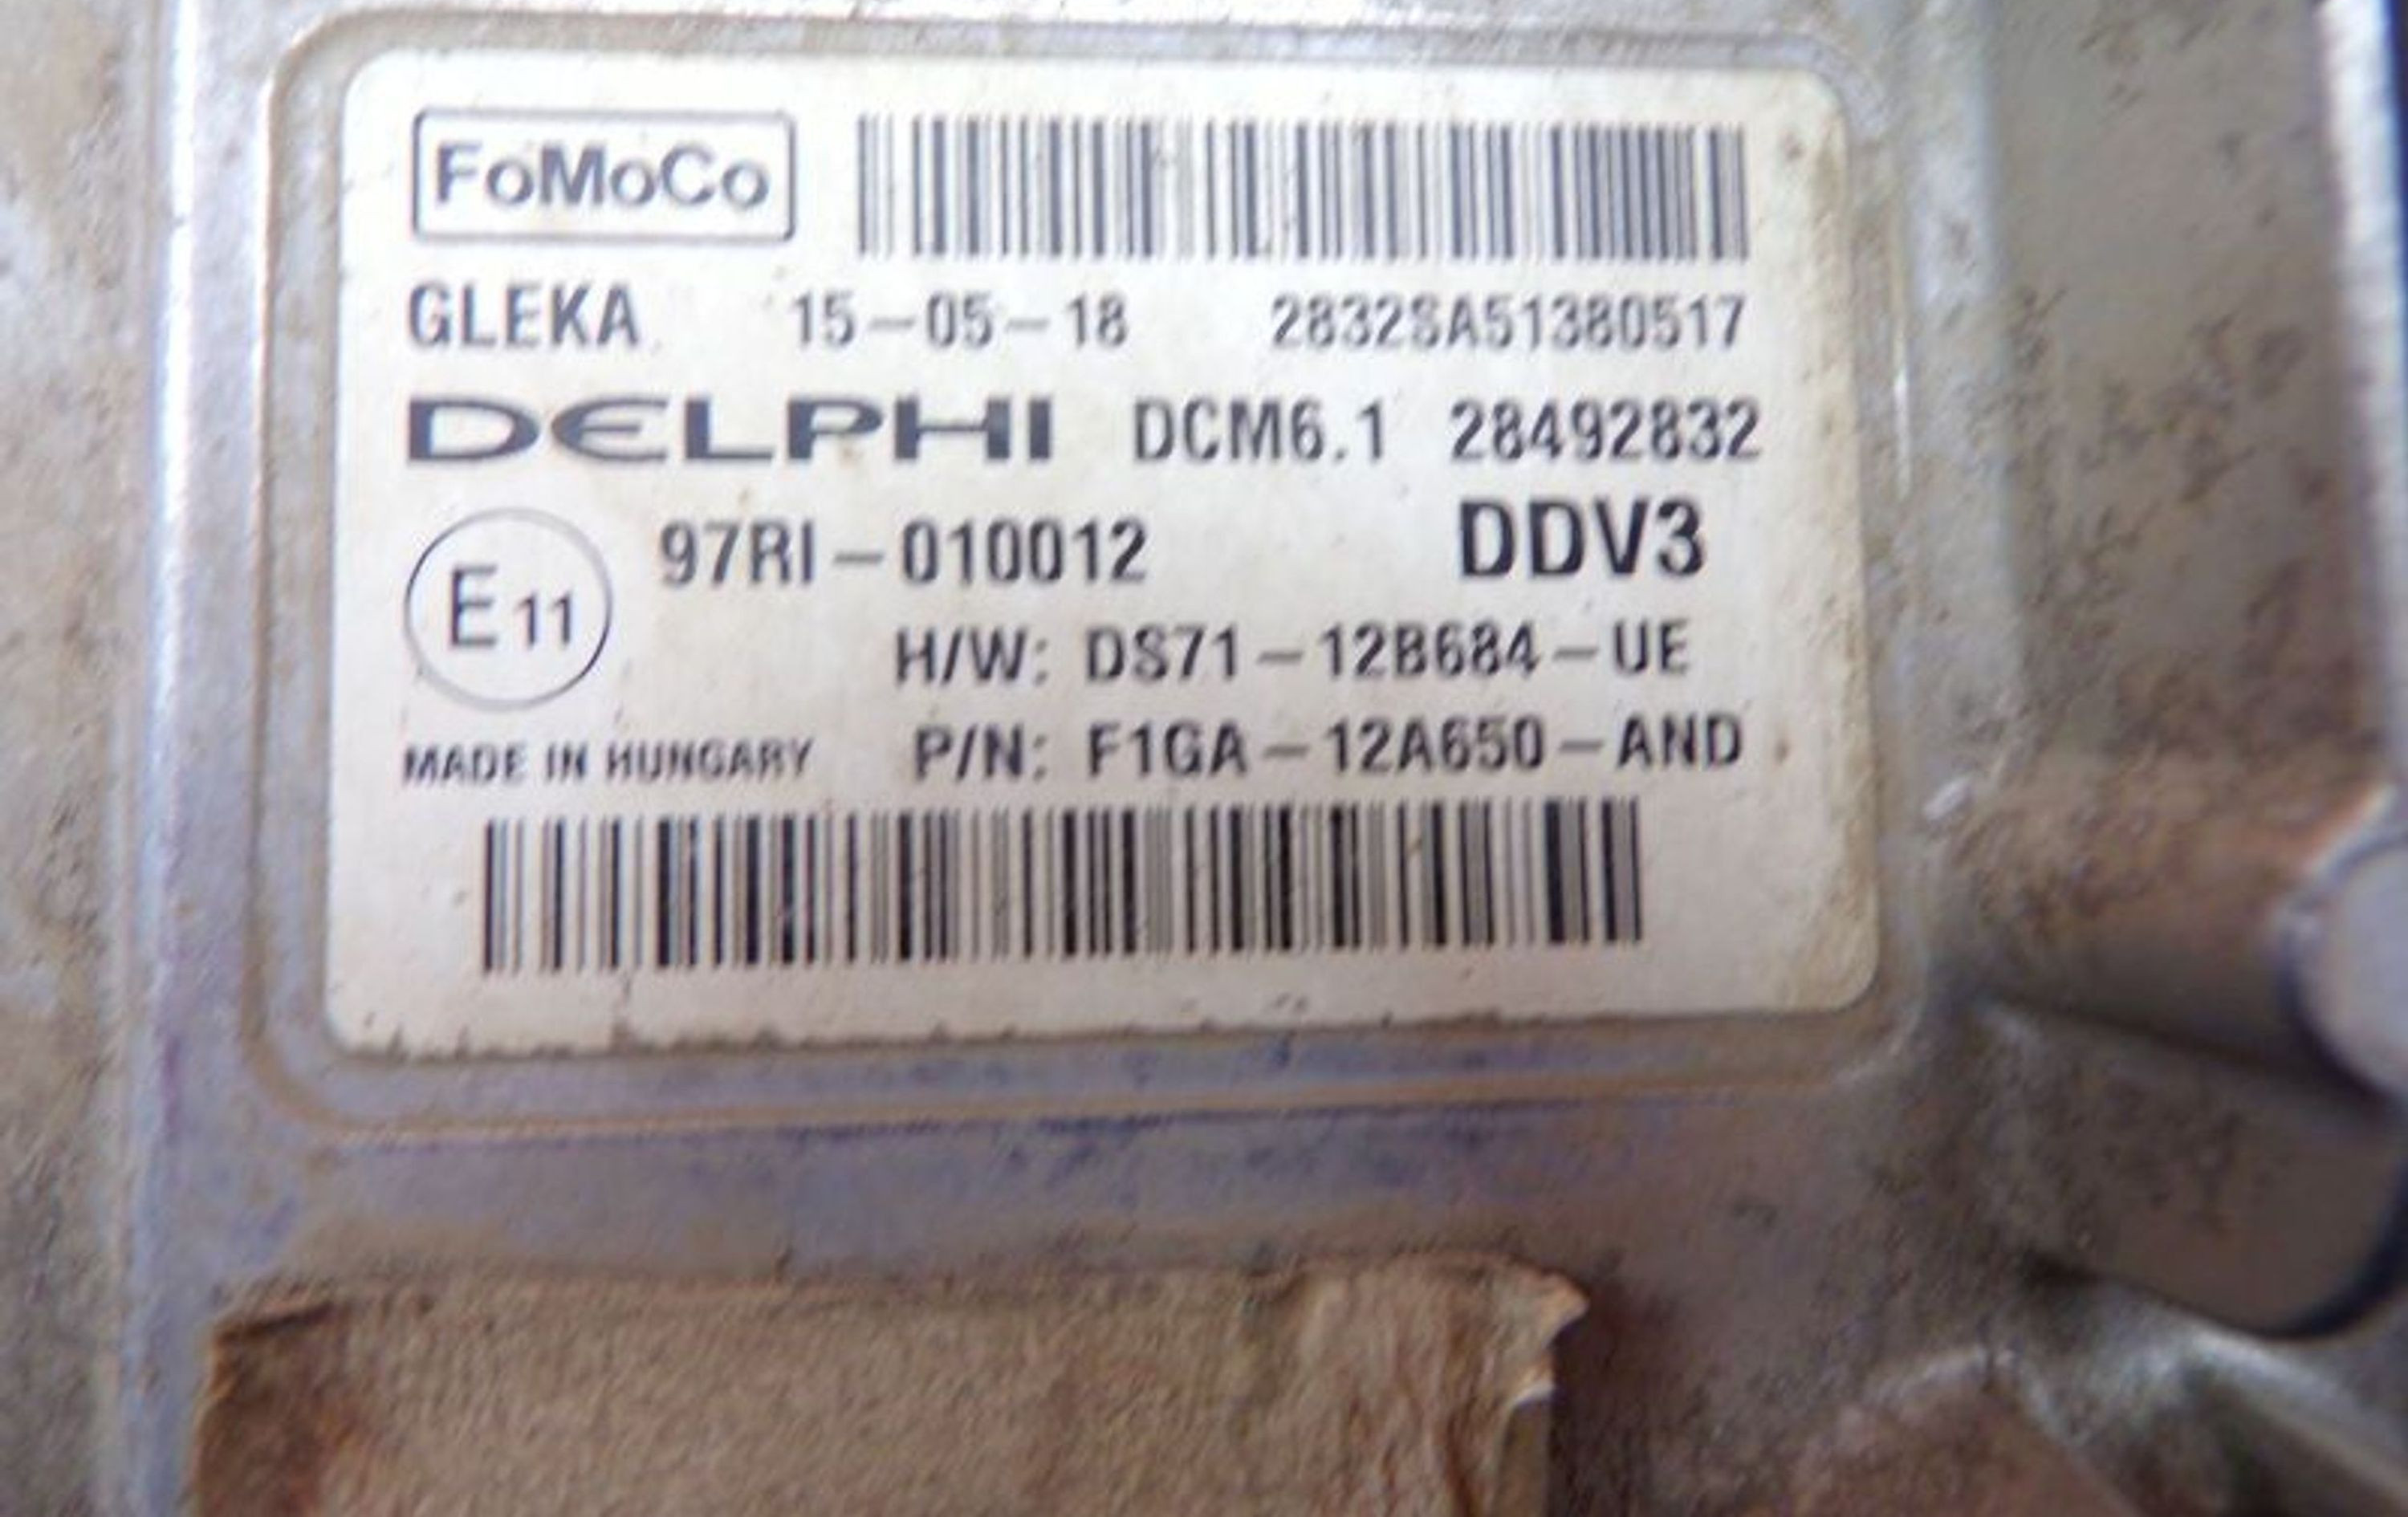 FoMoCo
GLEKA 15-05-18 2832SA51380517
DELPHI DCM6.1 28492832
97RI-010012 DDV3
E11
H/W: DS71-12B684-UE
MADE IN HUNGARY P/N: F1GA-12A650-AND